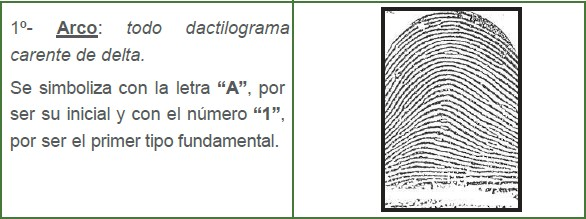 1º- Arco: todo dactilograma
carente de delta.
Se simboliza con la letra “A”, por
ser su inicial y con el número “1”,
por ser el primer tipo fundamental.